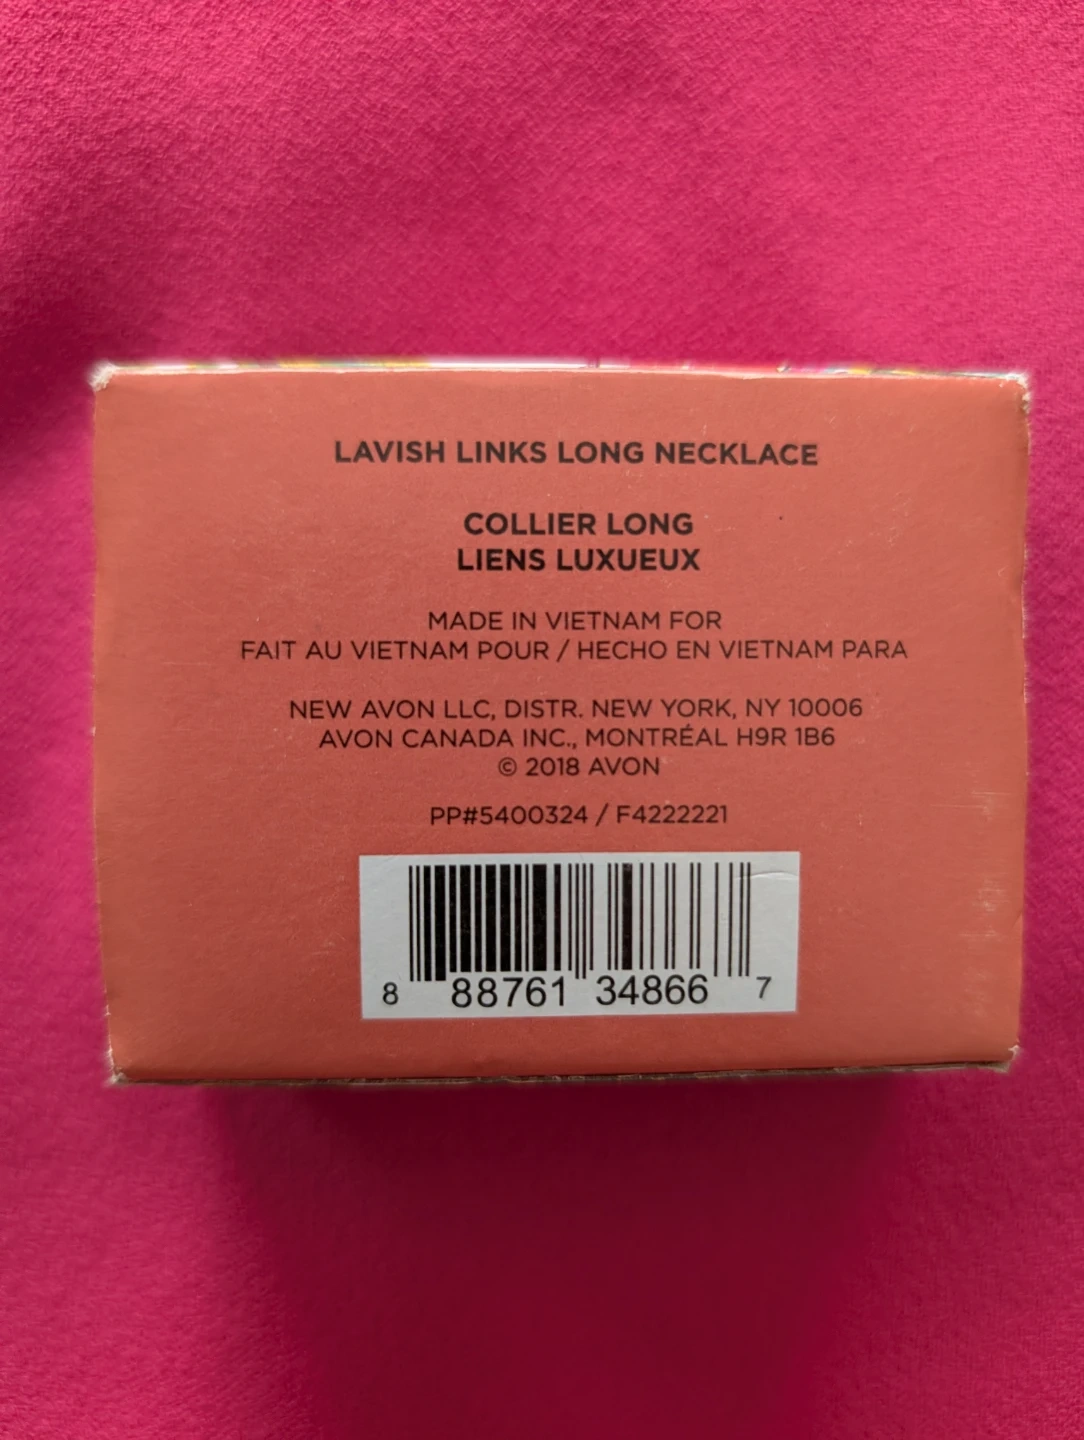 LAVISH LINKS LONG NECKLACE
COLLIER LONG
LIENS LUXUEUX
MADE IN VIETNAM FOR
FAIT AU VIETNAM POUR / HECHO EN VIETNAM PARA
NEW AVON LLC, DISTR. NEW YORK, NY 10006
AVON CANADA INC., MONTRÉAL H9R 1B6
© 2018 AVON
PP#5400324 / F4222221
8 88761 34866 7